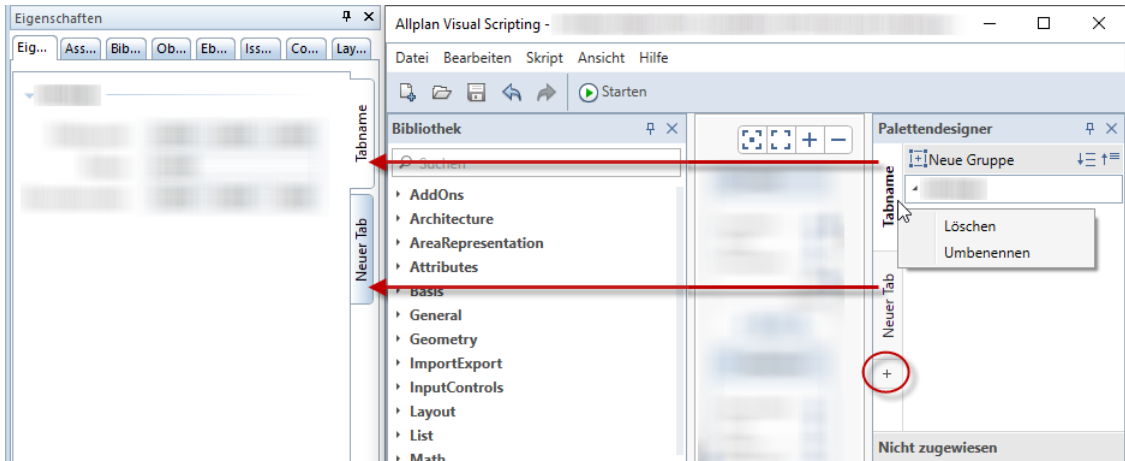 Eigenschaften
Eig...
Ass...
Bib...
Ob...
Eb...
Iss...
Co...
Lay...
Tabname
Neuer Tab
Allplan Visual Scripting -
Datei Bearbeiten Skript Ansicht Hilfe
Starten
Bibliothek
Suchen
AddOns
Architecture
AreaRepresentation
Attributes
Basis
General
Geometry
ImportExport
InputControls
Layout
List
Math
Palettendesigner
Tabname
Neuer Tab
+
Neue Gruppe
Löschen
Umbenennen
Nicht zugewiesen